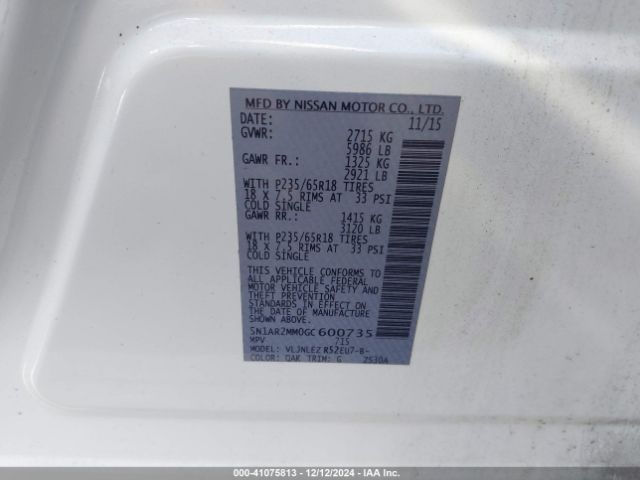 MFD BY NISSAN MOTOR CO., LTD.
DATE: 11/15
GVWR: 2715 KG
5986 LB
GAWR FR.: 1325 KG
2921 LB
WITH P235/65R18 TIRES
18 X 7.5 RIMS AT 33 PSI
COLD SINGLE
GAWR RR.: 1415 KG
3120 LB
WITH P235/65R18 TIRES
18 X 7.5 RIMS AT 33 PSI
COLD SINGLE
THIS VEHICLE CONFORMS TO
ALL APPLICABLE FEDERAL
MOTOR VEHICLE SAFETY AND
THEFT PREVENTION
STANDARDS IN EFFECT ON
THE DATE OF MANUFACTURE
SHOWN ABOVE.
5N1AR2MM0GC600735
MPV 715
MODEL: VLJNLEZ R52EU7-B-
COLOR: QAK TRIM: G 2530A
000-41075813 - 12/12/2024 - IAA Inc.